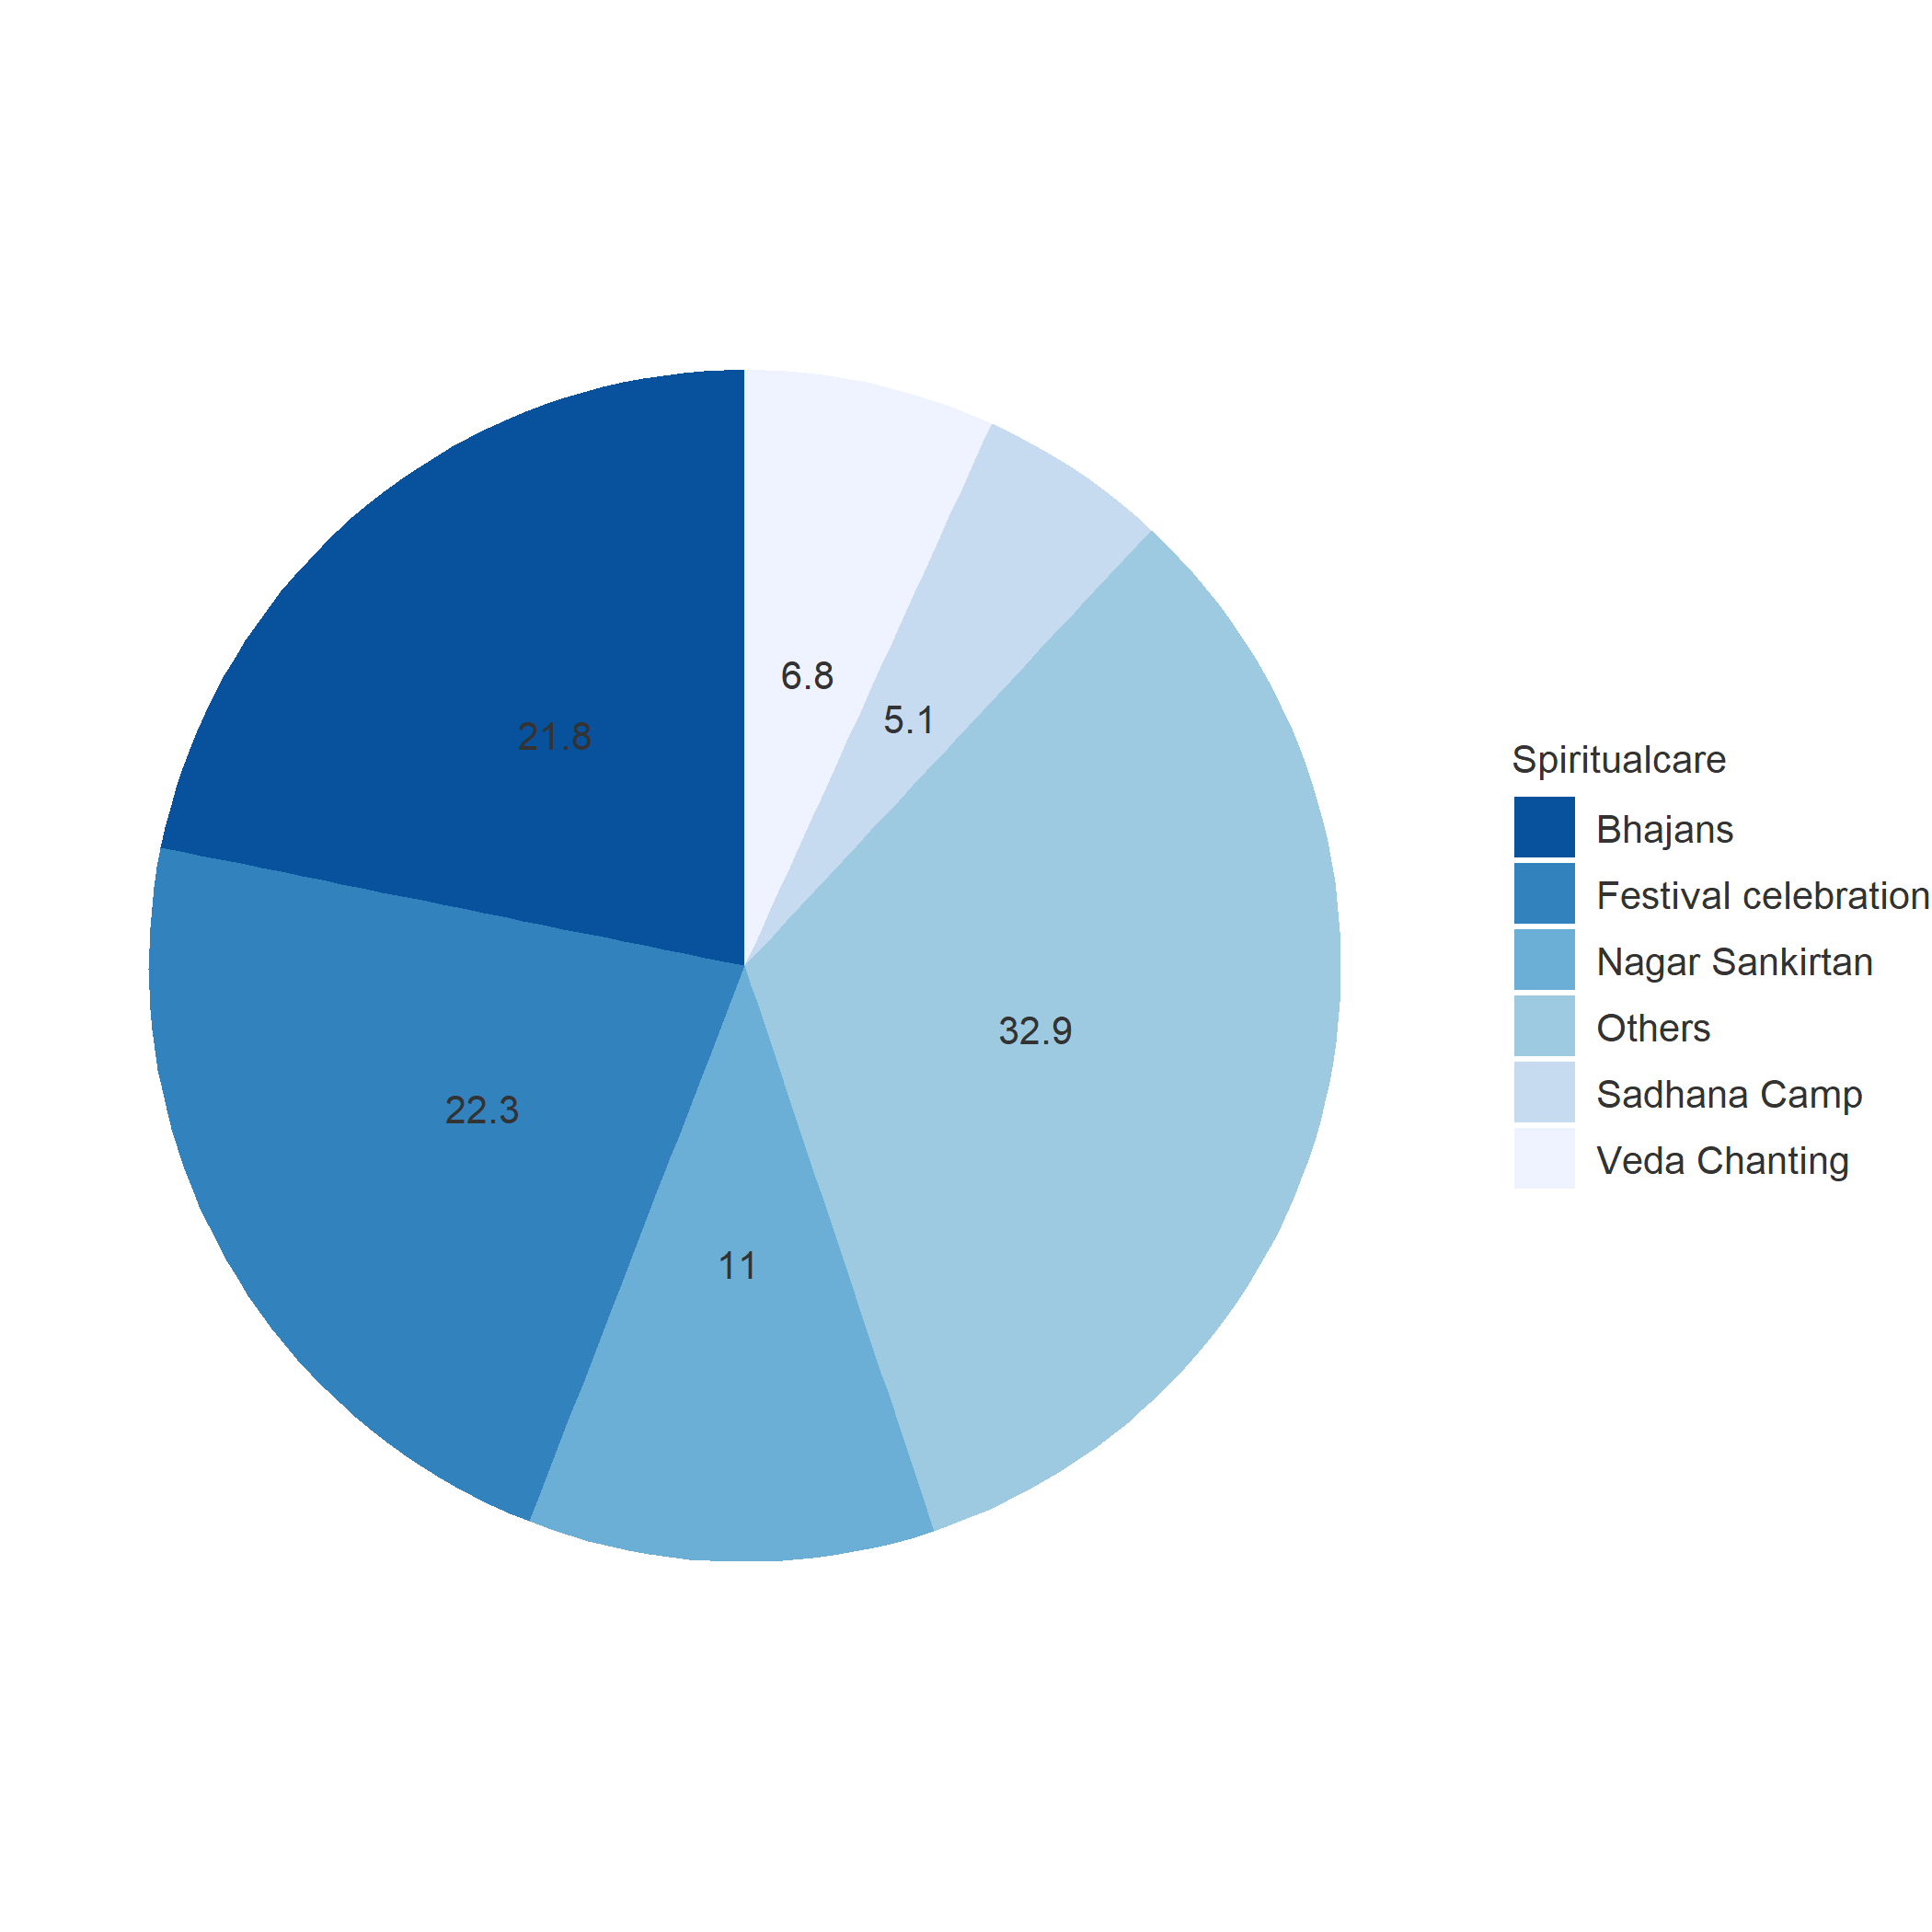 6.8
5.1
21.8
32.9
22.3
11
Spiritualcare
Bhajans
Festival celebration
Nagar Sankirtan
Others
Sadhana Camp
Veda Chanting